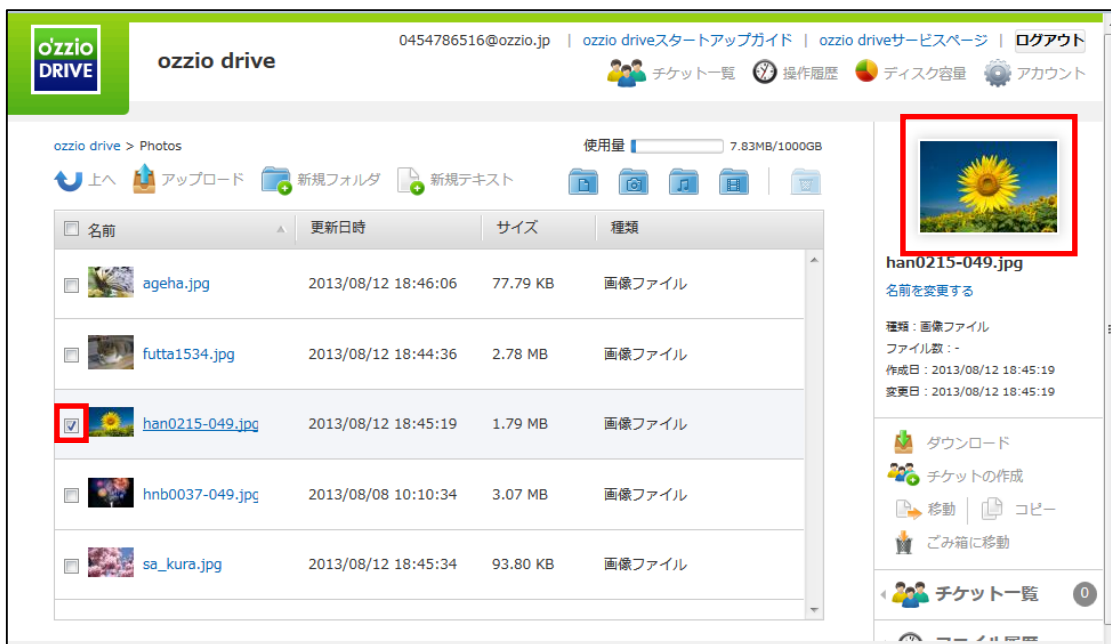 o'zzio
DRIVE
ozzio drive
0454786516@ozzio.jp | ozzio driveスタートアップガイド | ozzio driveサービスページ | ログアウト
チケット一覧 操作履歴 ディスク容量 アカウント
ozzio drive > Photos
使用量 7.83MB/1000GB
上へ アップロード 新規フォルダ 新規テキスト
名前 更新日時 サイズ 種類
ageha.jpg 2013/08/12 18:46:06 77.79 KB 画像ファイル
futta1534.jpg 2013/08/12 18:44:36 2.78 MB 画像ファイル
han0215-049.jpg 2013/08/12 18:45:19 1.79 MB 画像ファイル
hnb0037-049.jpg 2013/08/08 10:10:34 3.07 MB 画像ファイル
sa_kura.jpg 2013/08/12 18:45:34 93.80 KB 画像ファイル
han0215-049.jpg
名前を変更する
種類：画像ファイル
ファイル数：-
作成日：2013/08/12 18:45:19
変更日：2013/08/12 18:45:19
ダウンロード
チケットの作成
移動 コピー
ごみ箱に移動
チケット一覧 0